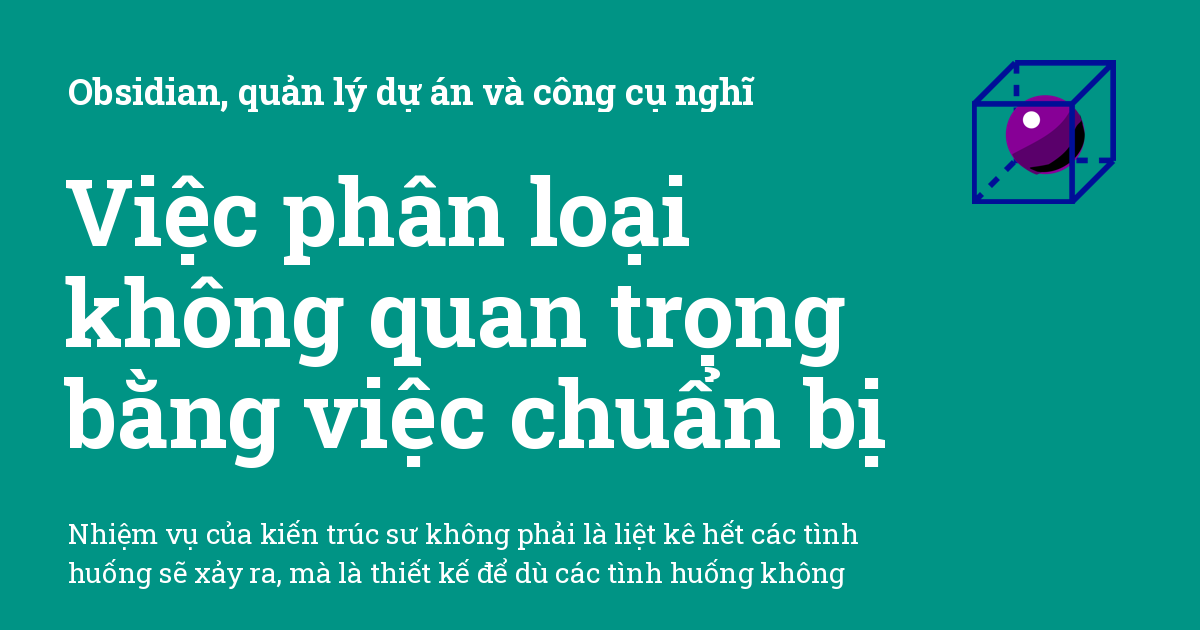 Obsidian, quản lý dự án và công cụ nghĩ
Việc phân loại
không quan trọng
bằng việc chuẩn bị
Nhiệm vụ của kiến trúc sư không phải là liệt kê hết các tình
huống sẽ xảy ra, mà là thiết kế để dù các tình huống không